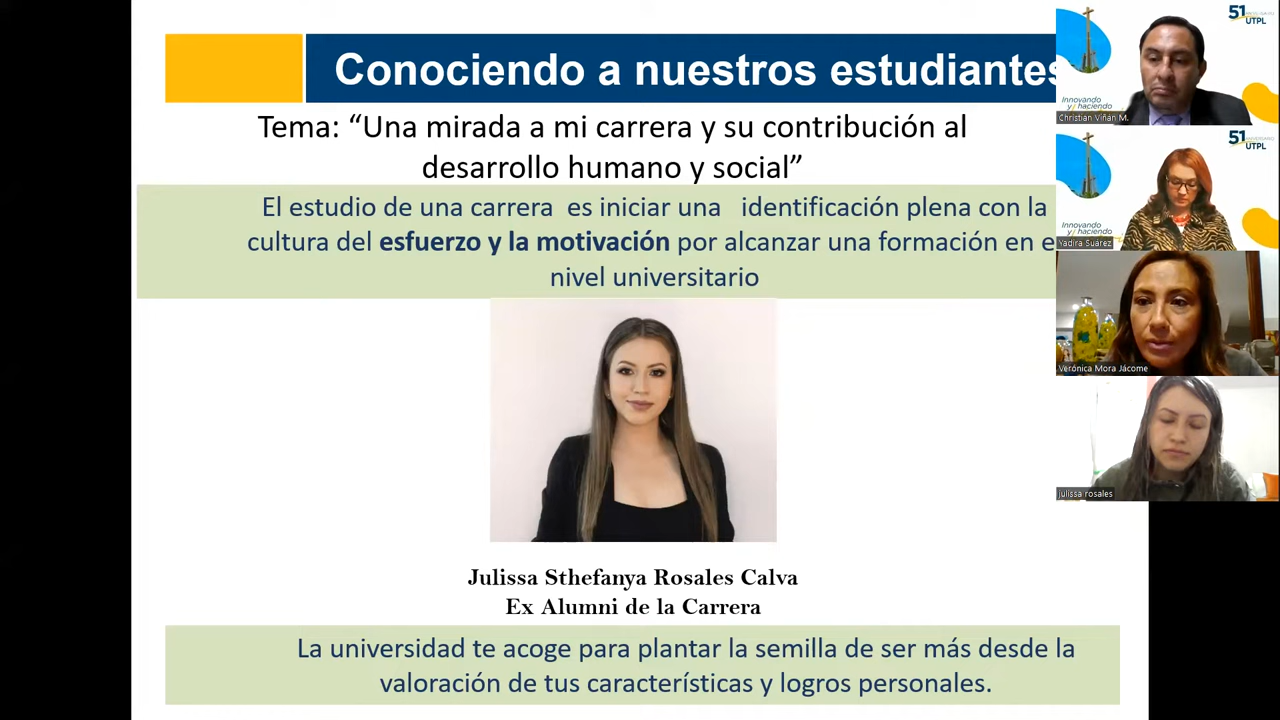 Conociendo a nuestros estudiantes
Tema: “Una mirada a mi carrera y su contribución al
desarrollo humano y social”
El estudio de una carrera es iniciar una identificación plena con la
cultura del esfuerzo y la motivación por alcanzar una formación en e
nivel universitario
Julissa Sthefanya Rosales Calva
Ex Alumni de la Carrera
La universidad te acoge para plantar la semilla de ser más desde la
valoración de tus características y logros personales.
51
UTPL
Innovando
y haciendo
Christian Viñán M.
51
UTPL
Innovando
y haciendo
Yadira Suárez
Verónica Mora Jácome
julissa rosales